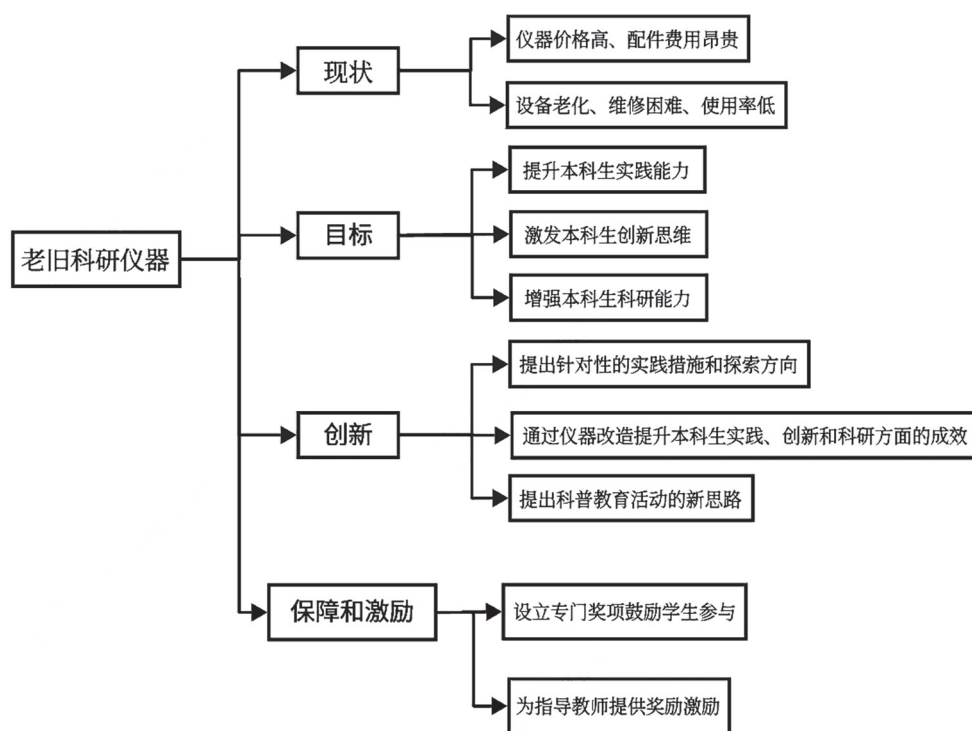 老旧科研仪器
现状
仪器价格高、配件费用昂贵
设备老化、维修困难、使用率低
目标
提升本科生实践能力
激发本科生创新思维
增强本科生科研能力
创新
提出针对性的实践措施和探索方向
通过仪器改造提升本科生实践、创新和科研方面的成效
提出科普教育活动的新思路
保障和激励
设立专门奖项鼓励学生参与
为指导教师提供奖励激励